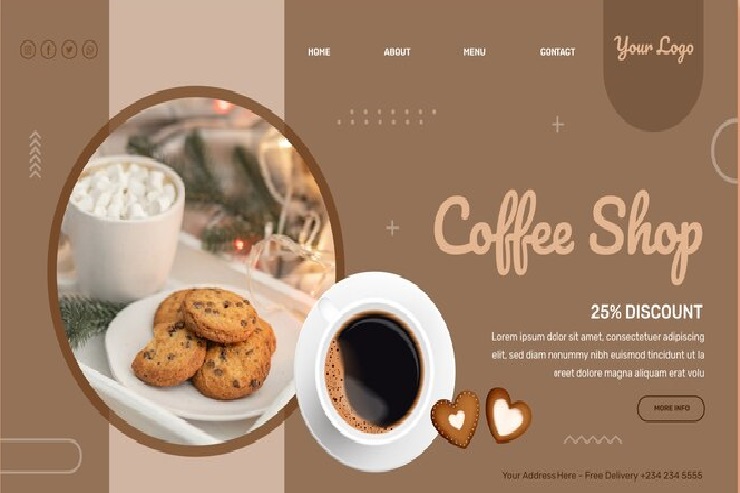 HOME ABOUT MENU CONTACT
Your Logo
Coffee Shop
25% DISCOUNT
Lorem ipsum dolor sit amet, consectetuer adipiscing
elit, sed diam nonummy nibh euismod tincidunt ut la
oreet dolore magna aliquam erat volu
MORE INFO
Your Address Here – Free Delivery +234 234 5555